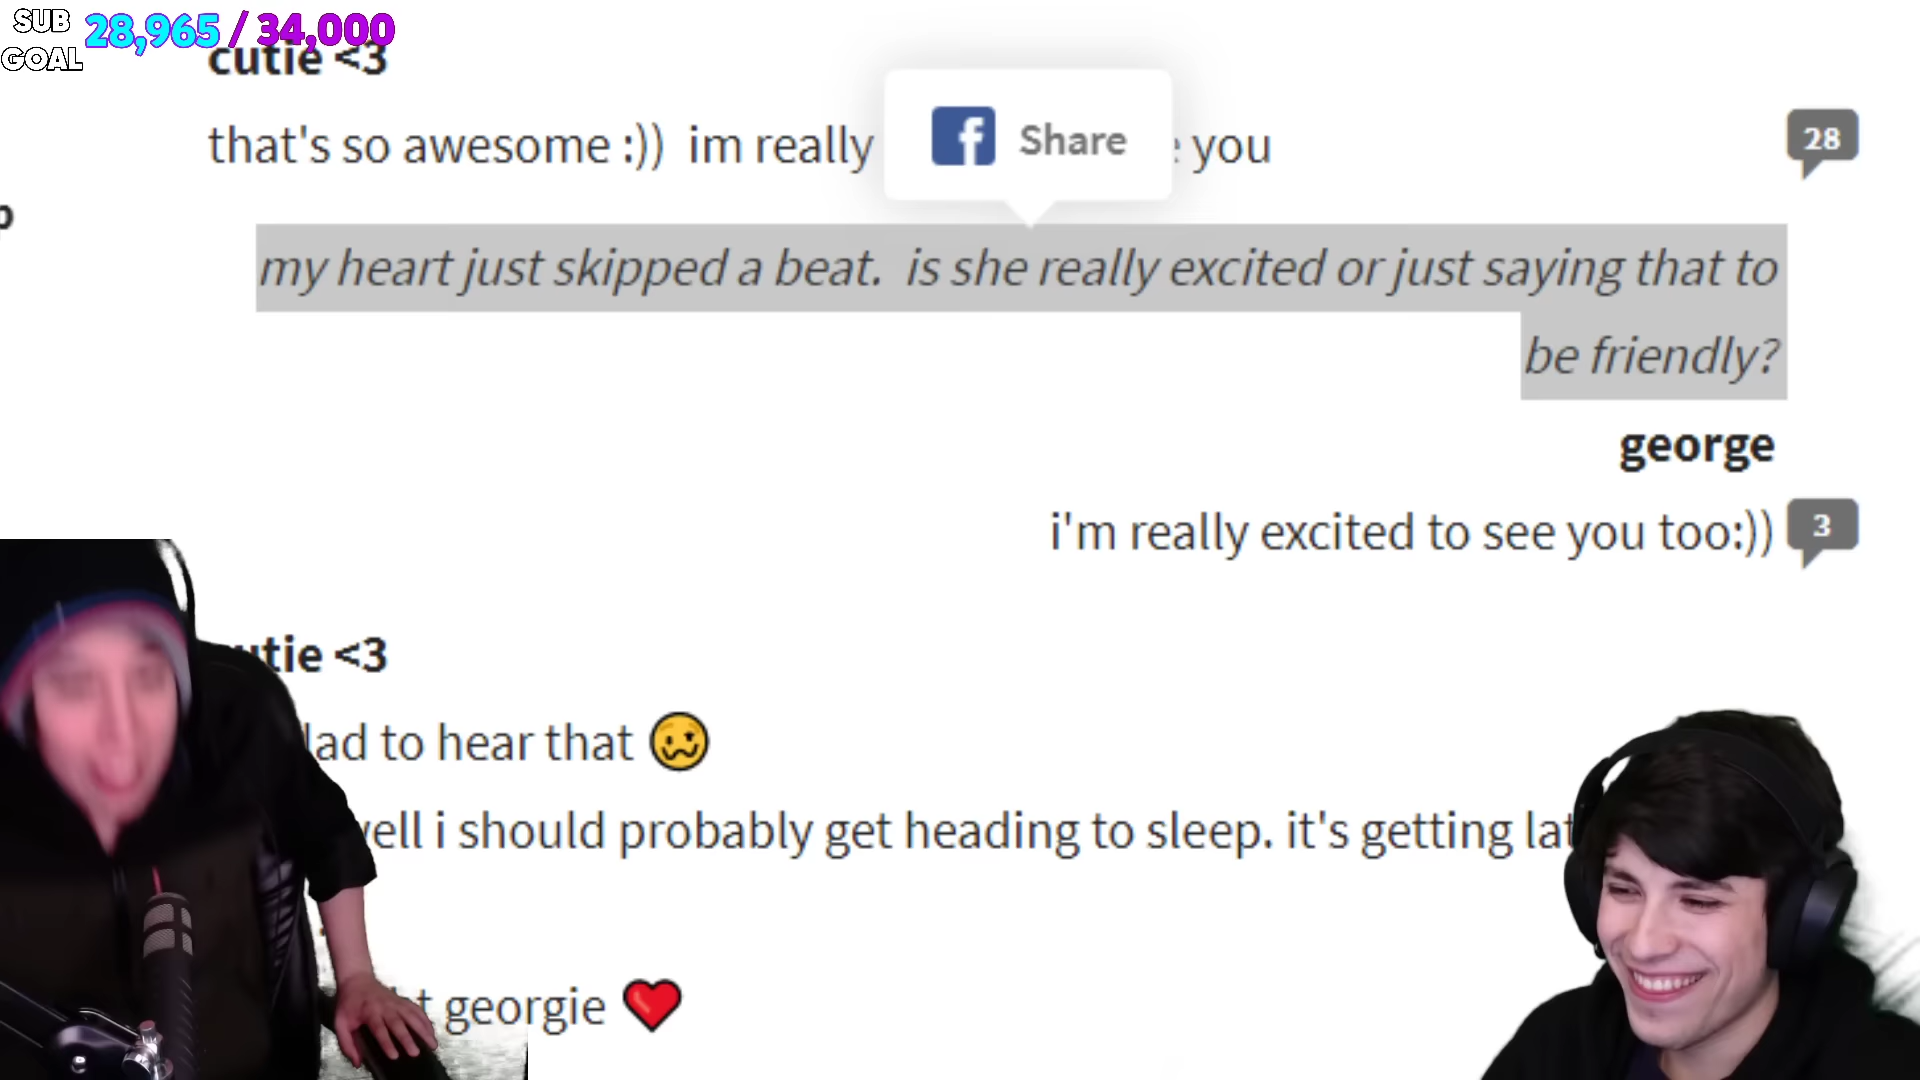 SUB
GOAL
28,965 / 34,000
cutie <3
Share
that's so awesome :)) im really you
28
my heart just skipped a beat. is she really excited or just saying that to
be friendly?
george
i'm really excited to see you too:))
3
utie <3
lad to hear that 🥴
ell i should probably get heading to sleep. it's getting lat
t georgie ❤️